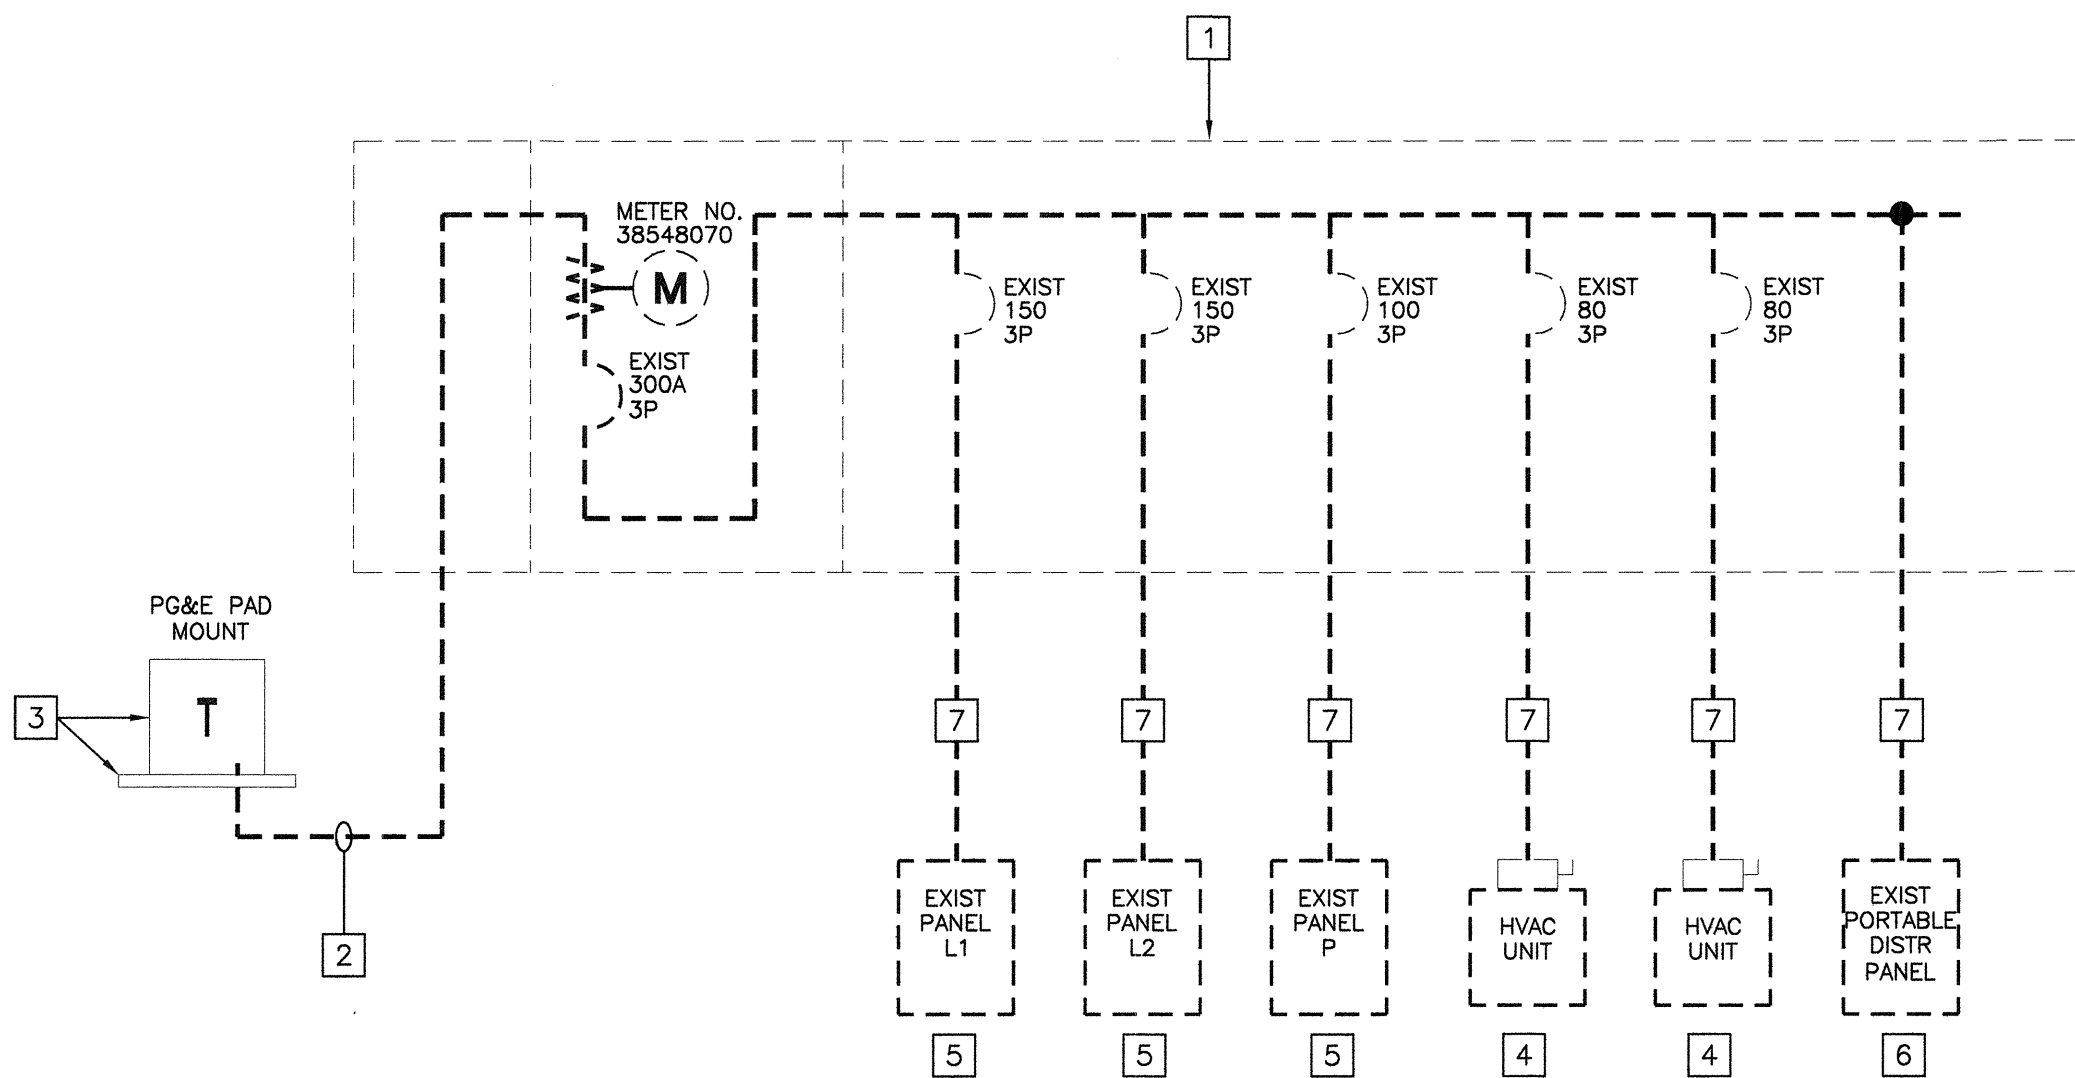 1
METER NO.
38548070
M
EXIST
300A
3P
EXIST
150
3P
EXIST
150
3P
EXIST
100
3P
EXIST
80
3P
EXIST
80
3P
PG&E PAD
MOUNT
T
3
2
7
7
7
7
7
7
EXIST
PANEL
L1
EXIST
PANEL
L2
EXIST
PANEL
P
HVAC
UNIT
HVAC
UNIT
EXIST
PORTABLE
DISTR
PANEL
5
5
5
4
4
6